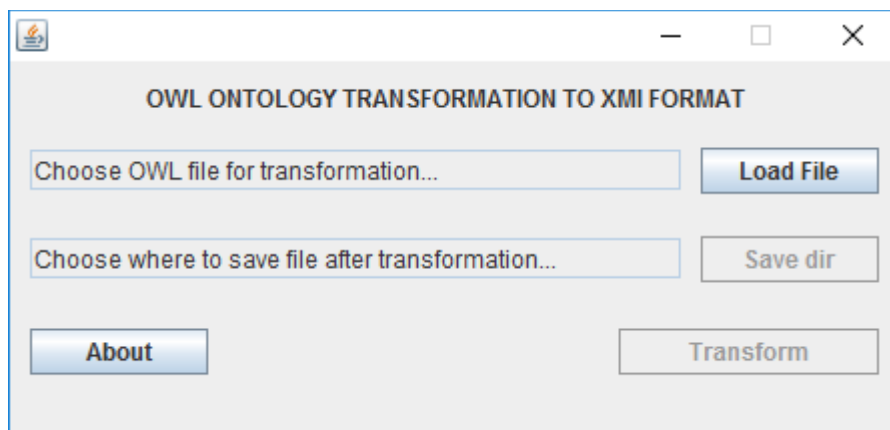 OWL ONTOLOGY TRANSFORMATION TO XMI FORMAT
Choose OWL file for transformation...
Load File
Choose where to save file after transformation...
Save dir
About
Transform